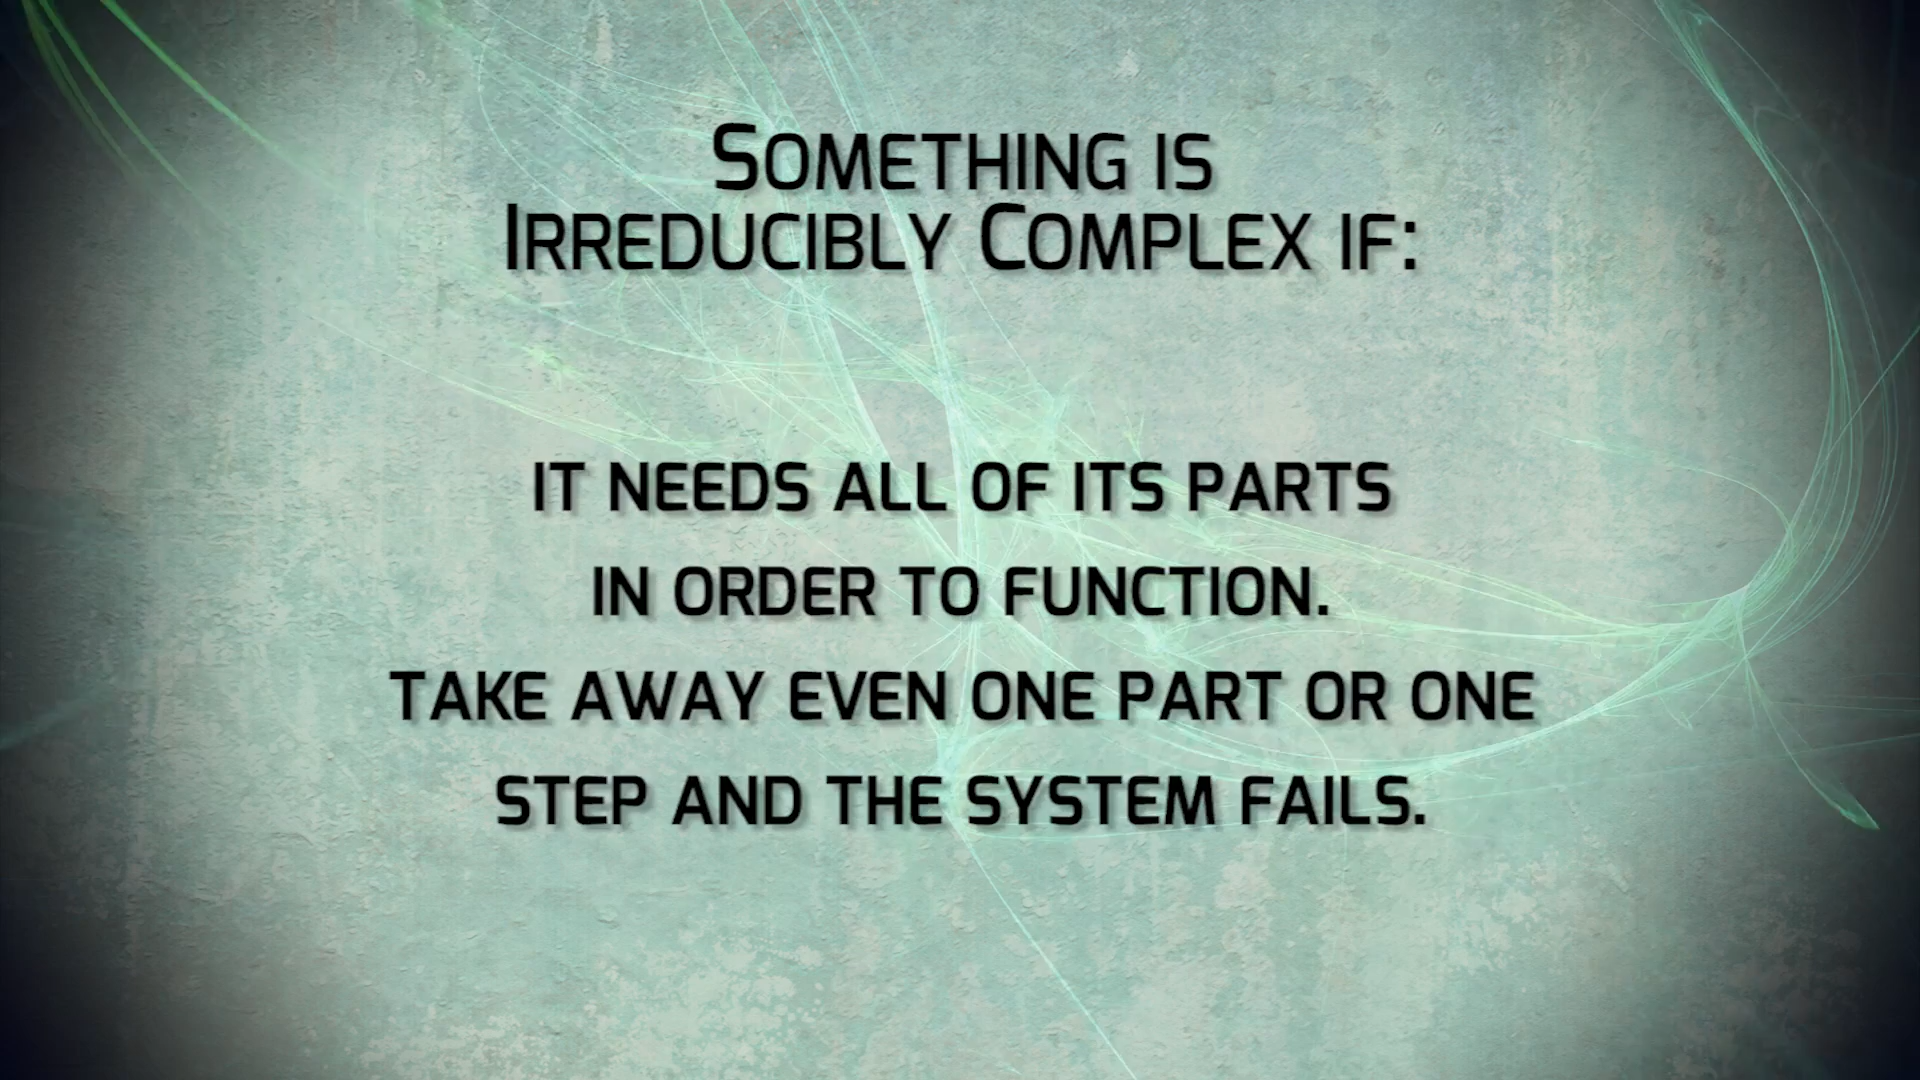 Something is
Irreducibly Complex if:
it needs all of its parts
in order to function.
take away even one part or one
step and the system fails.